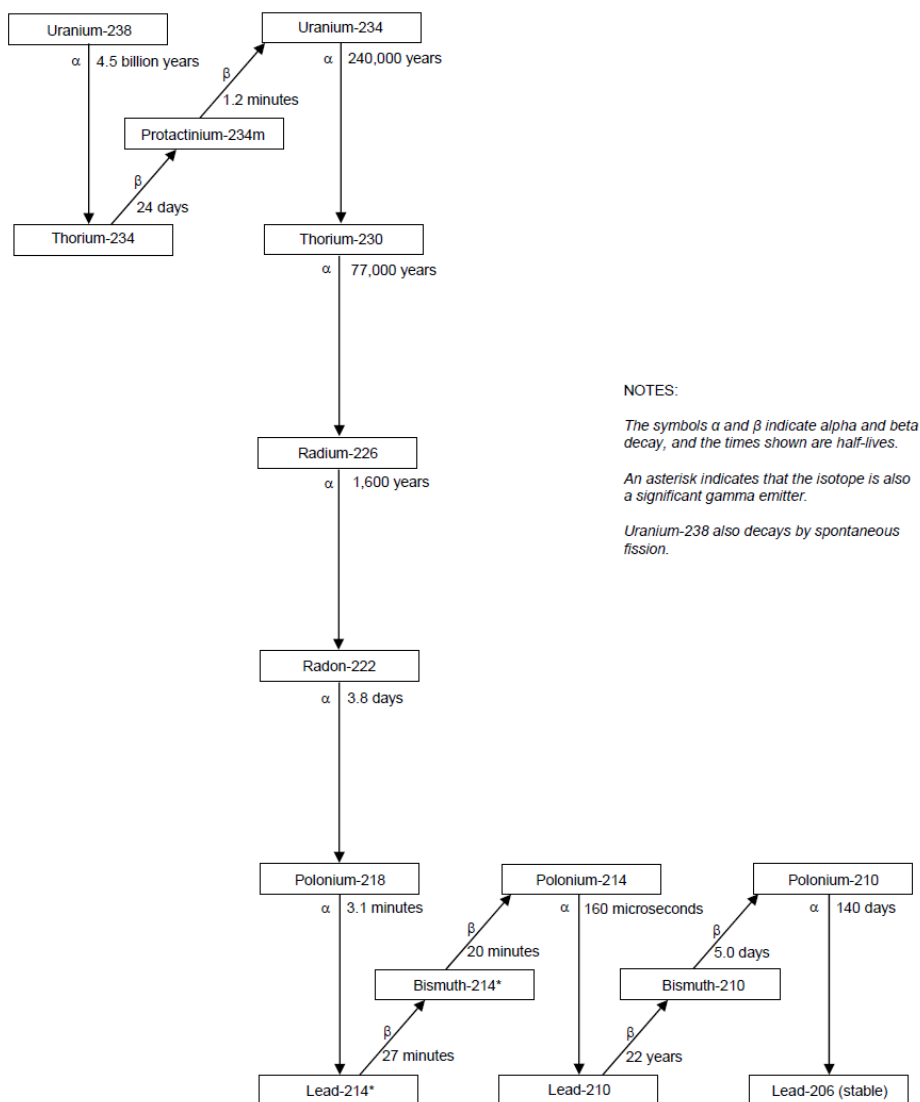 Uranium-238
Uranium-234
α 4.5 billion years
α 240,000 years
β
1.2 minutes
Protactinium-234m
β
24 days
Thorium-234
Thorium-230
α 77,000 years
NOTES:
The symbols α and β indicate alpha and beta
decay, and the times shown are half-lives.
An asterisk indicates that the isotope is also
a significant gamma emitter.
Uranium-238 also decays by spontaneous
fission.
Radium-226
α 1,600 years
Radon-222
α 3.8 days
Polonium-218
Polonium-214
Polonium-210
α 3.1 minutes
α 160 microseconds
α 140 days
β
20 minutes
β
5.0 days
Bismuth-214*
Bismuth-210
β
27 minutes
β
22 years
Lead-214*
Lead-210
Lead-206 (stable)